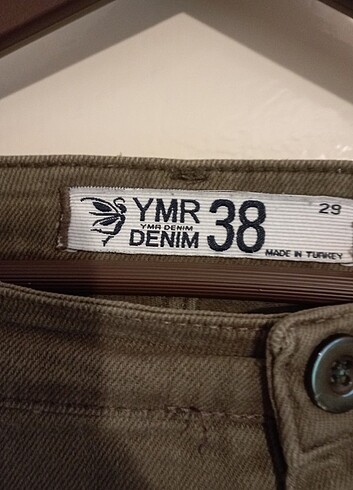 YMR
YMR DENIM
DENIM
38
29
MADE IN TURKEY